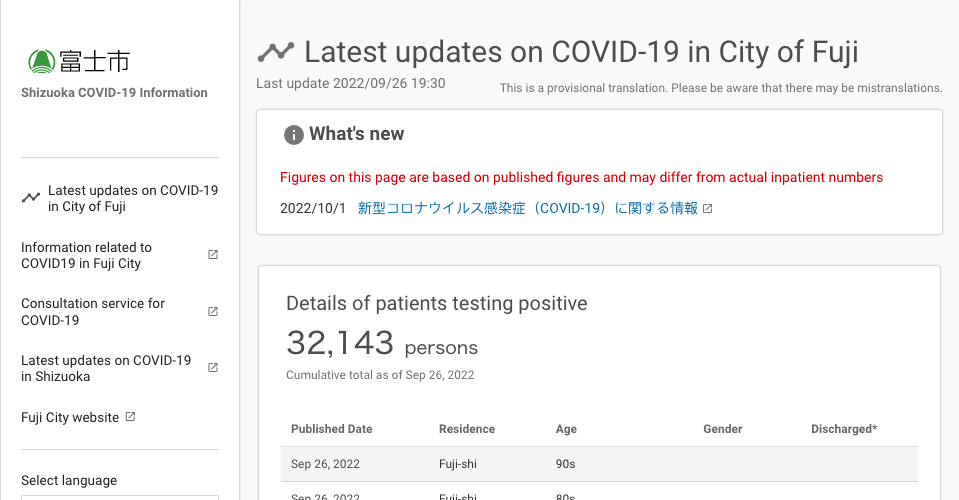 富士市
Shizuoka COVID-19 Information
Latest updates on COVID-19
in City of Fuji
Information related to
COVID19 in Fuji City
Consultation service for
COVID-19
Latest updates on COVID-19
in Shizuoka
Fuji City website
Select language
Latest updates on COVID-19 in City of Fuji
Last update 2022/09/26 19:30
This is a provisional translation. Please be aware that there may be mistranslations.
What's new
Figures on this page are based on published figures and may differ from actual inpatient numbers
2022/10/1 新型コロナウイルス感染症（COVID-19）に関する情報
Details of patients testing positive
32,143 persons
Cumulative total as of Sep 26, 2022
Published Date Residence Age Gender Discharged*
Sep 26, 2022 Fuji-shi 90s
Sep 26, 2022 Fuji-shi 80s